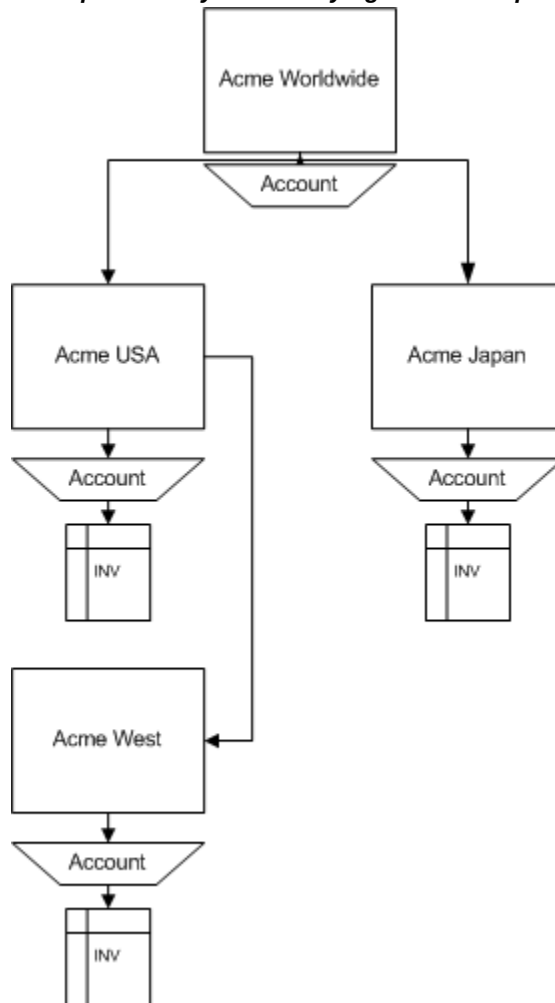 Acme Worldwide
Account
Acme USA
Acme Japan
Account
Account
INV
INV
Acme West
Account
INV